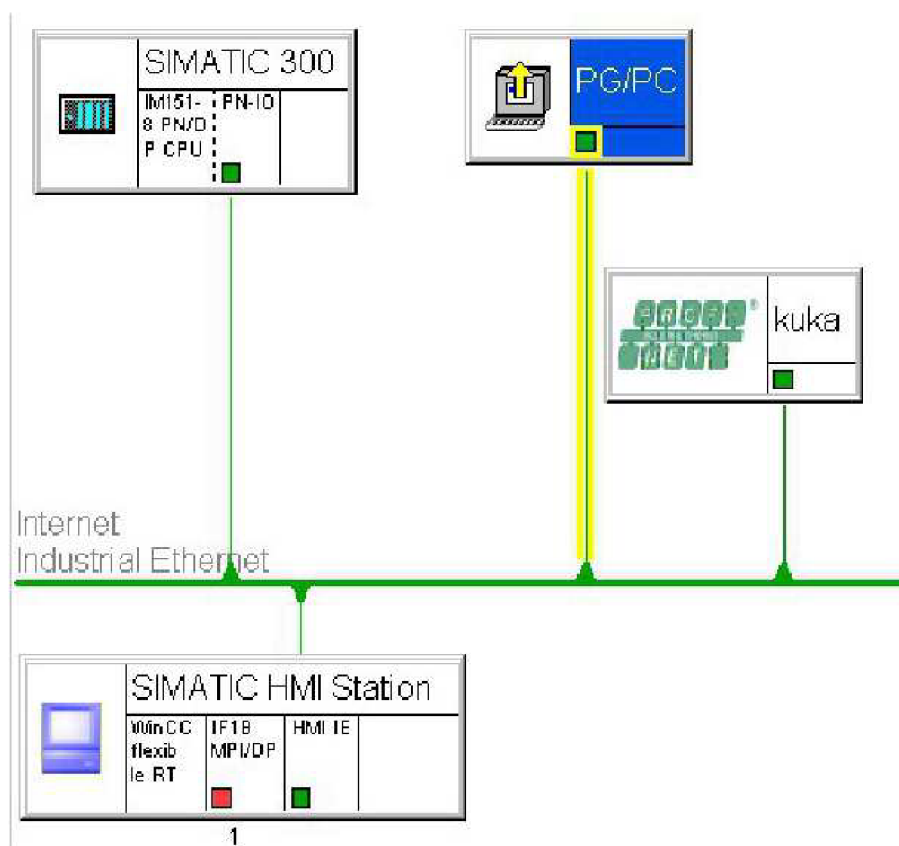 SIMATIC 300
IM151-
8 PN/D
P CPU
PN-IO
PG/PC
kuka
Internet
Industrial Ethernet
SIMATIC HMI Station
WinCC
flexib
le RT
IF1B
MPI/DP
HMI IE
1